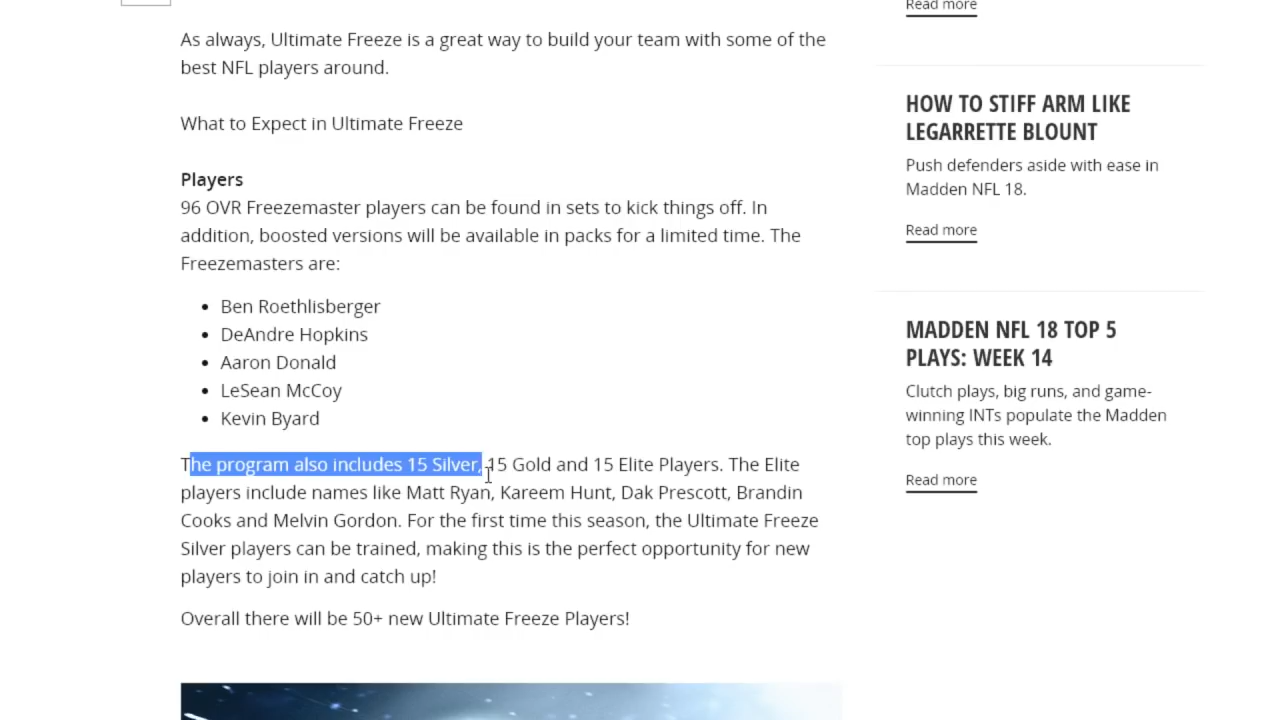 As always, Ultimate Freeze is a great way to build your team with some of the
best NFL players around.
What to Expect in Ultimate Freeze
Players
96 OVR Freezemaster players can be found in sets to kick things off. In
addition, boosted versions will be available in packs for a limited time. The
Freezemasters are:
• Ben Roethlisberger
• DeAndre Hopkins
• Aaron Donald
• LeSean McCoy
• Kevin Byard
The program also includes 15 Silver, 15 Gold and 15 Elite Players. The Elite
players include names like Matt Ryan, Kareem Hunt, Dak Prescott, Brandin
Cooks and Melvin Gordon. For the first time this season, the Ultimate Freeze
Silver players can be trained, making this is the perfect opportunity for new
players to join in and catch up!
Overall there will be 50+ new Ultimate Freeze Players!
Read more
HOW TO STIFF ARM LIKE
LEGARRETTE BLOUNT
Push defenders aside with ease in
Madden NFL 18.
Read more
MADDEN NFL 18 TOP 5
PLAYS: WEEK 14
Clutch plays, big runs, and game-
winning INTs populate the Madden
top plays this week.
Read more